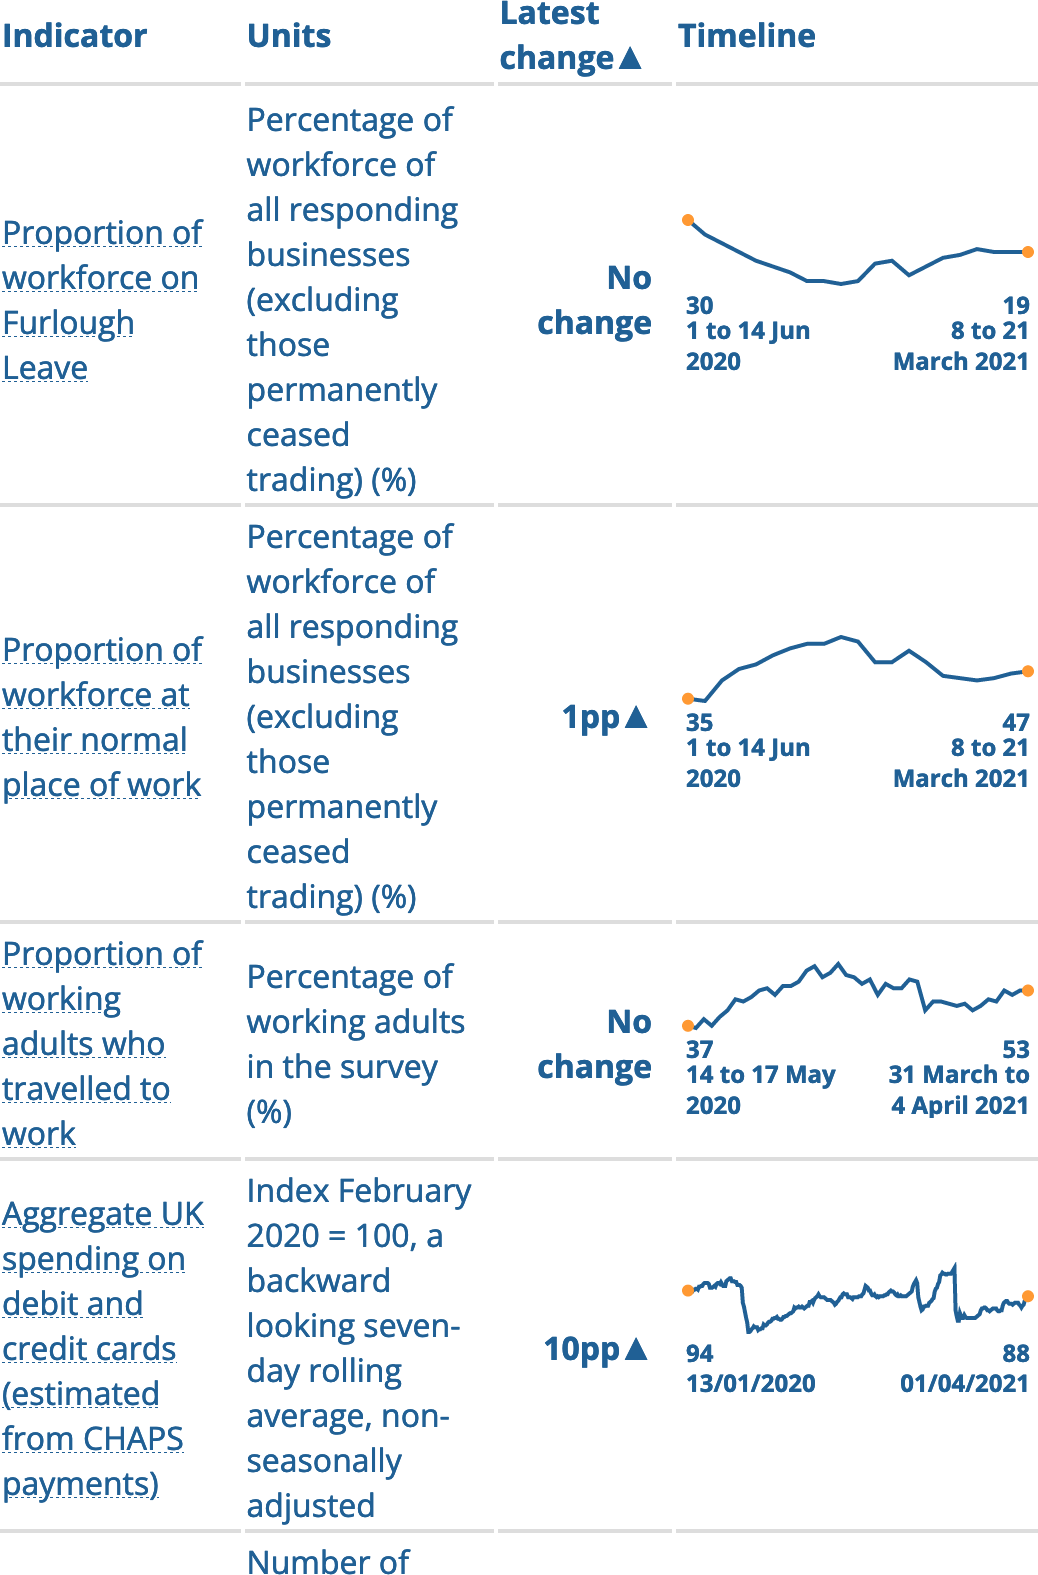 Indicator
Units
Latest
change▲
Timeline
Proportion of
workforce on
Furlough
Leave
Percentage of
workforce of
all responding
businesses
(excluding
those
permanently
ceased
trading) (%)
No
change
30
1 to 14 Jun
2020
19
8 to 21
March 2021
Proportion of
workforce at
their normal
place of work
Percentage of
workforce of
all responding
businesses
(excluding
those
permanently
ceased
trading) (%)
1pp▲
35
1 to 14 Jun
2020
47
8 to 21
March 2021
Proportion of
working
adults who
travelled to
work
Percentage of
working adults
in the survey
(%)
No
change
37
14 to 17 May
2020
53
31 March to
4 April 2021
Aggregate UK
spending on
debit and
credit cards
(estimated
from CHAPS
payments)
Index February
2020 = 100, a
backward
looking seven-
day rolling
average, non-
seasonally
adjusted
10pp▲
94
13/01/2020
88
01/04/2021
Number of